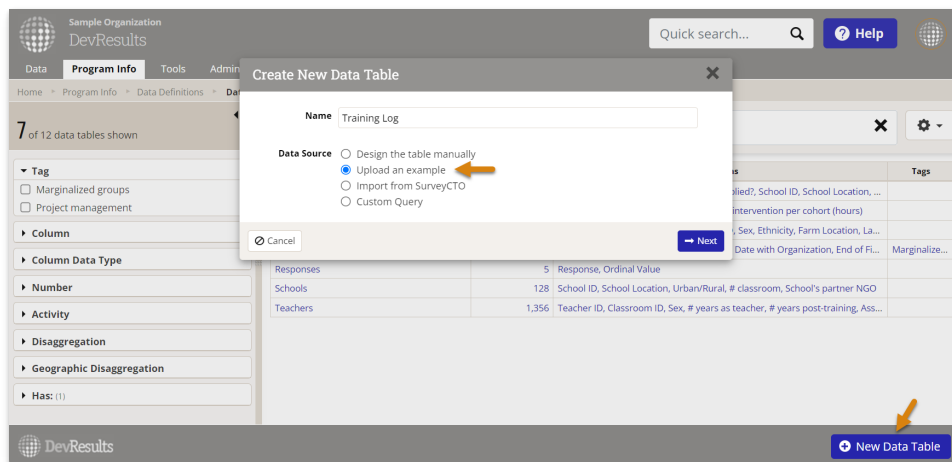 Sample Organization
DevResults
Quick search...
Help
Data Program Info Tools Admin
Home Program Info Data Definitions
7 of 12 data tables shown
Create New Data Table
Name Training Log
Data Source Design the table manually
Upload an example
Import from SurveyCTO
Custom Query
Cancel
Next
Tag
Marginalized groups
Project management
Column
Column Data Type
Number
Activity
Disaggregation
Geographic Disaggregation
Has: (1)
Tags
School ID, School Location, ...
intervention per cohort (hours)
Sex, Ethnicity, Farm Location, La...
Date with Organization, End of Fi... Marginalize...
Responses 5 Response, Ordinal Value
Schools 128 School ID, School Location, Urban/Rural, # classroom, School's partner NGO
Teachers 1,356 Teacher ID, Classroom ID, Sex, # years as teacher, # years post-training, Ass...
DevResults
New Data Table